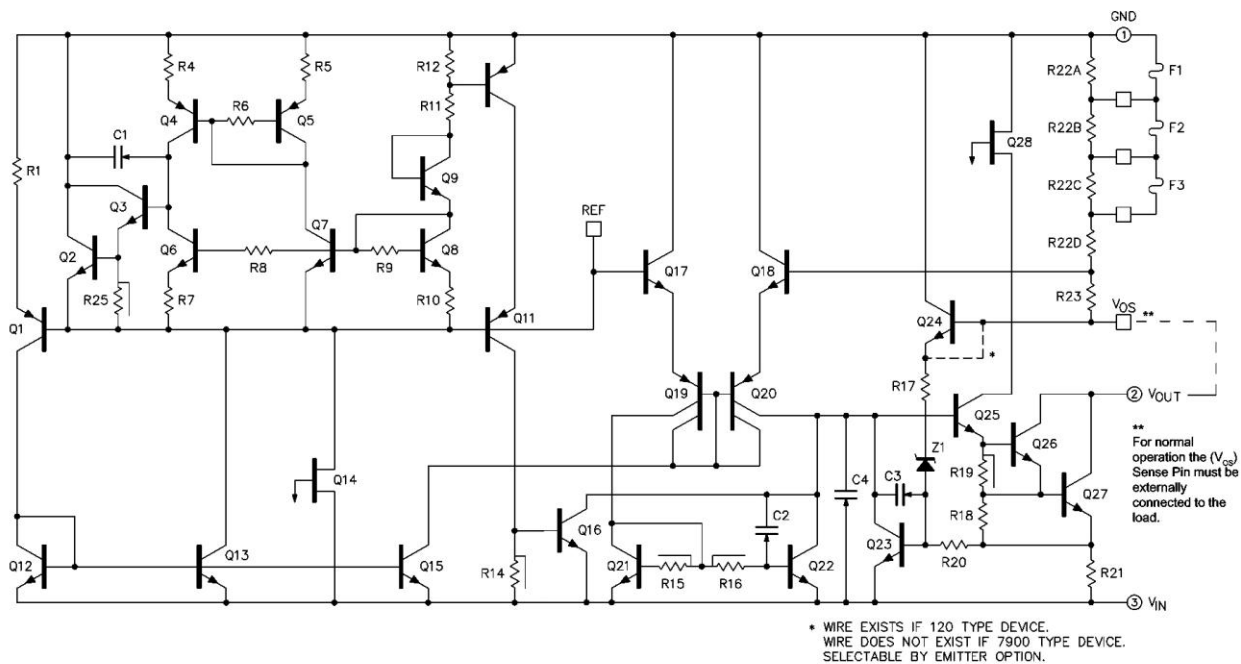 GND
1
R4
R5
R12
R22A
F1
R11
R6
Q4
Q5
C1
R22B
F2
Q28
R1
Q9
R22C
F3
Q3
REF
Q7
Q6
Q8
Q2
R8
R9
Q17
Q18
R22D
R25
R7
R10
R23
VOS
**
Q1
Q11
Q24
*
R17
Q19
Q20
2 VOUT
Q25
Q26
**
For normal
operation the (VOS)
Sense Pin must be
externally
connected to the
load.
Z1
Q14
C4
C3
R19
Q27
C2
R18
Q16
Q12
Q13
Q15
R14
Q21
R15
R16
Q22
Q23
R20
R21
3 VIN
* WIRE EXISTS IF 120 TYPE DEVICE.
WIRE DOES NOT EXIST IF 7900 TYPE DEVICE.
SELECTABLE BY EMITTER OPTION.